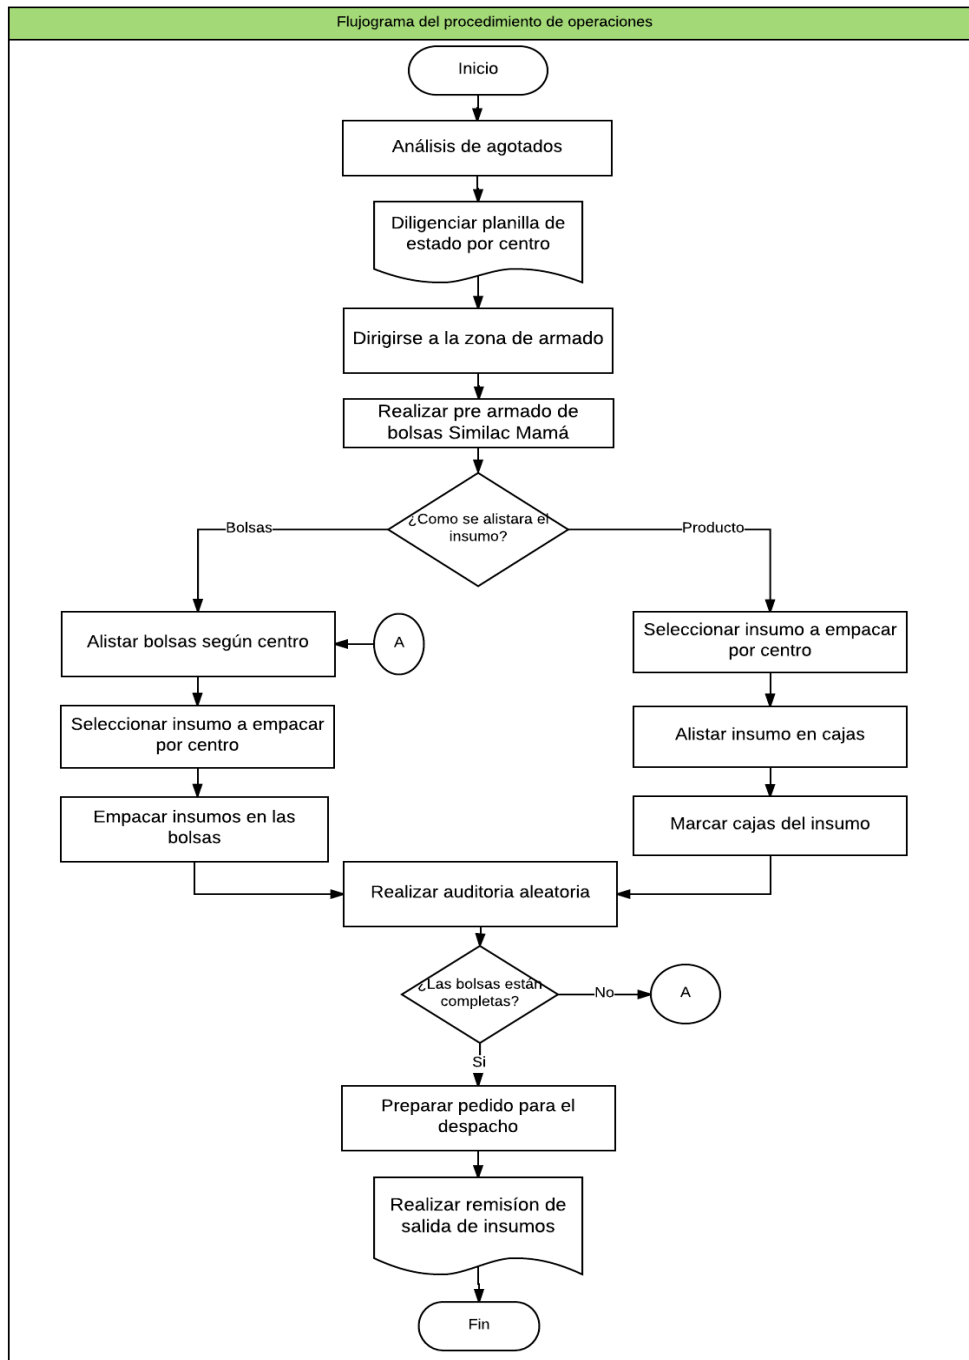 Flujograma del procedimiento de operaciones
Inicio
Análisis de agotados
Diligenciar planilla de
estado por centro
Dirigirse a la zona de armado
Realizar pre armado de
bolsas Similac Mamá
¿Como se alistara el
insumo?
Bolsas
Producto
Alistar bolsas según centro
A
Seleccionar insumo a empacar
por centro
Empacar insumos en las
bolsas
Seleccionar insumo a empacar
por centro
Alistar insumo en cajas
Marcar cajas del insumo
Realizar auditoria aleatoria
¿Las bolsas están
completas?
No
A
Si
Preparar pedido para el
despacho
Realizar remisíon de
salida de insumos
Fin